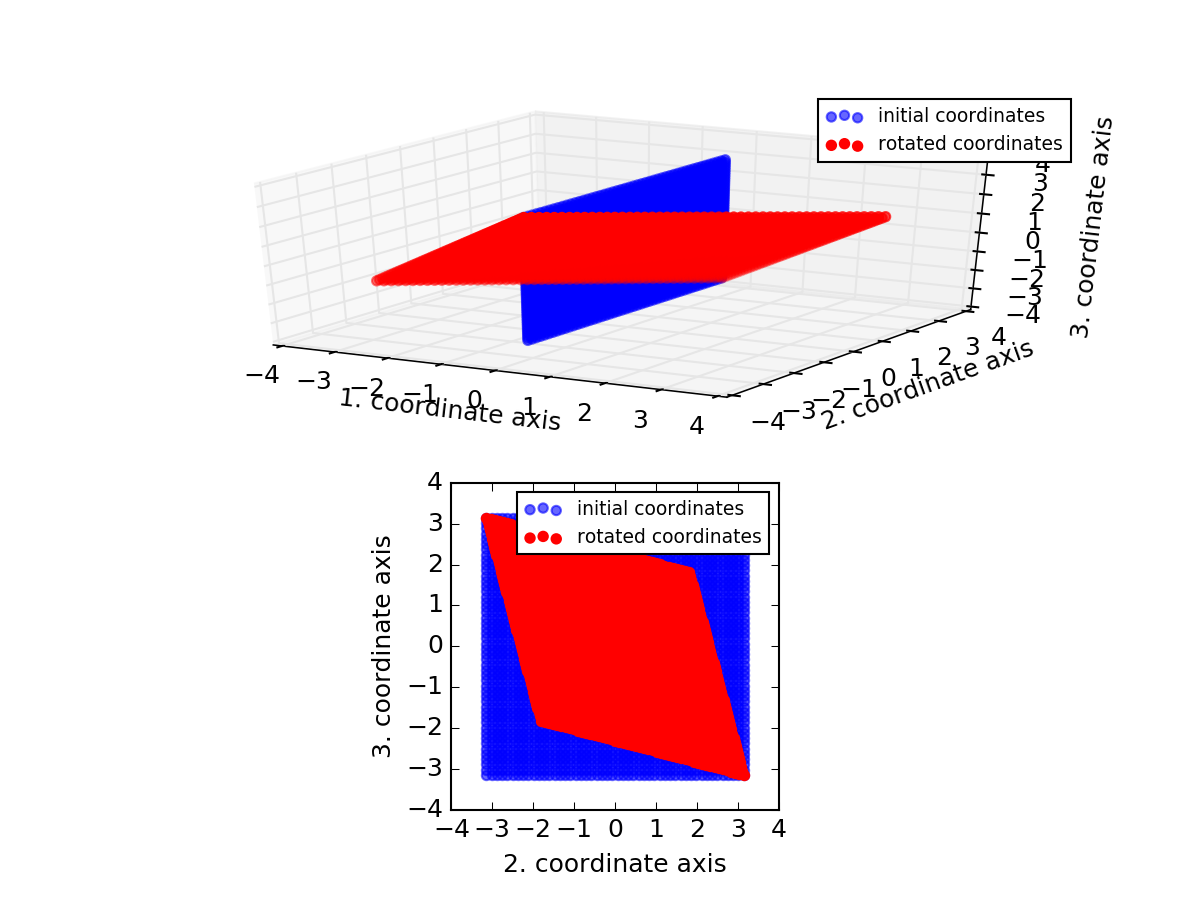 initial coordinates
rotated coordinates
4
3
2
1
0
−1
−2
−3
−4
3. coordinate axis
−4 −3 −2 −1 0 1 2 3 4
1. coordinate axis
−4 −3 −2 −1 0 1 2 3 4
2. coordinate axis
4
3
2
1
0
−1
−2
−3
−4
3. coordinate axis
initial coordinates
rotated coordinates
−4 −3 −2 −1 0 1 2 3 4
2. coordinate axis